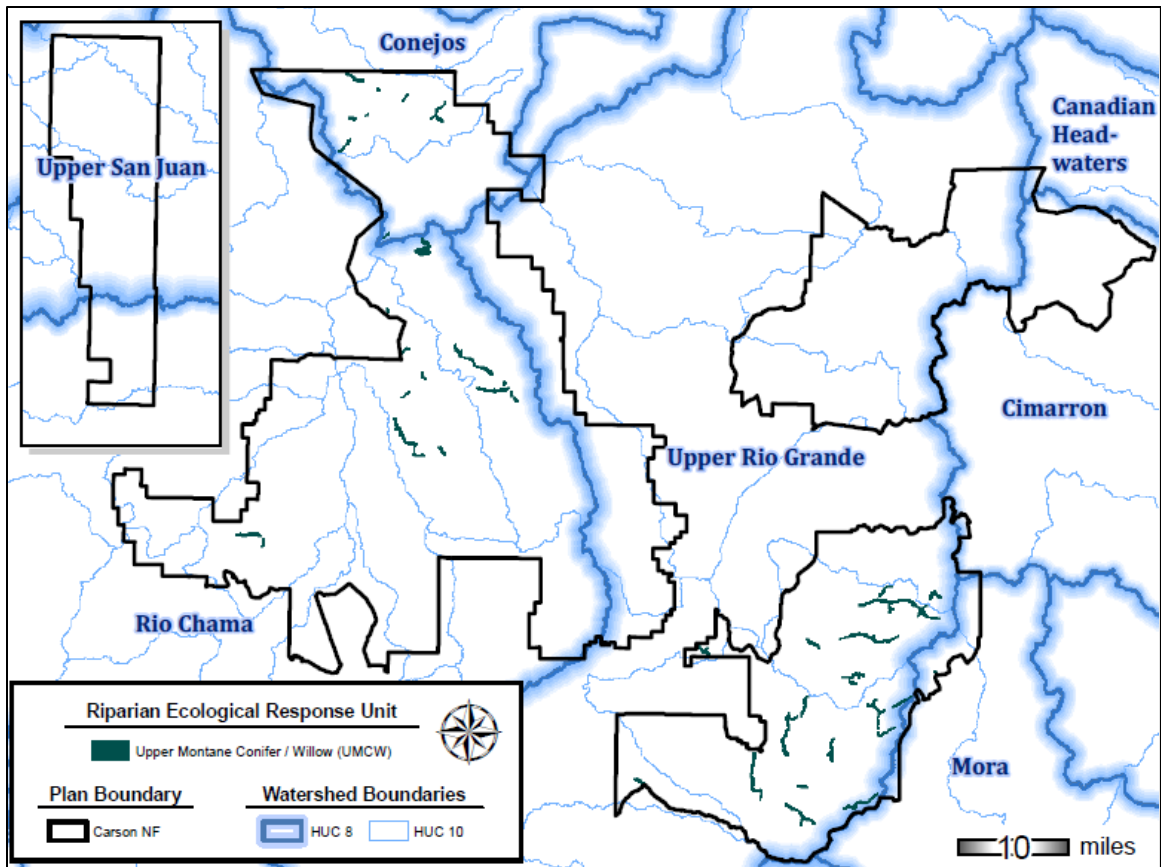 Conejos
Canadian
Head-
waters
Upper San Juan
Cimarron
Upper Rio Grande
Rio Chama
Mora
Riparian Ecological Response Unit
Upper Montane Conifer / Willow (UMCW)
Plan Boundary
Watershed Boundaries
Carson NF
HUC 8
HUC 10
10 miles